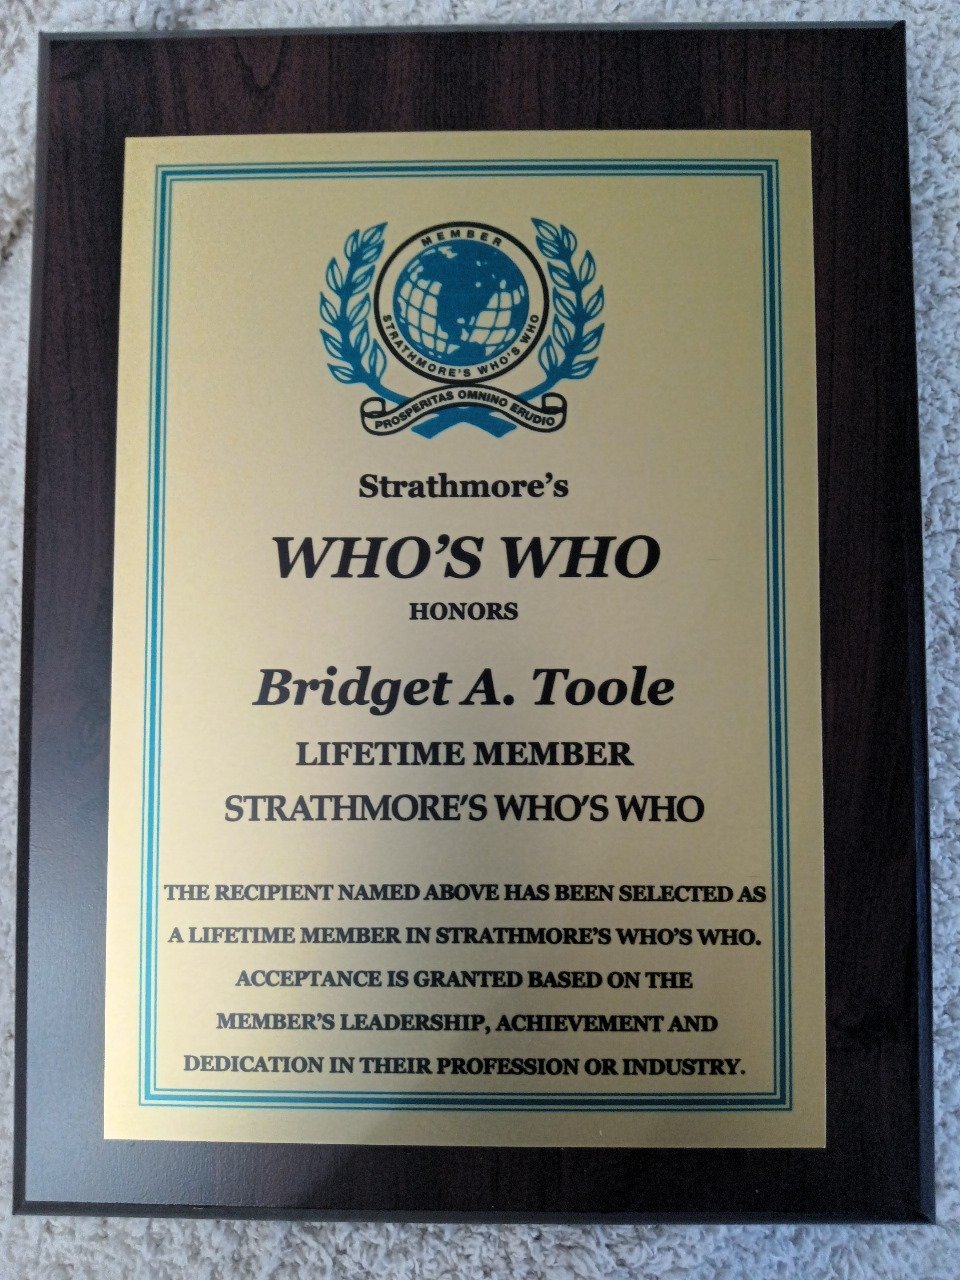 MEMBER
STRATHMORE'S WHO'S WHO
PROSPERITAS OMNINO ERUDIO
Strathmore's
WHO'S WHO
HONORS
Bridget A. Toole
LIFETIME MEMBER
STRATHMORE'S WHO'S WHO
THE RECIPIENT NAMED ABOVE HAS BEEN SELECTED AS
A LIFETIME MEMBER IN STRATHMORE'S WHO'S WHO.
ACCEPTANCE IS GRANTED BASED ON THE
MEMBER'S LEADERSHIP, ACHIEVEMENT AND
DEDICATION IN THEIR PROFESSION OR INDUSTRY.